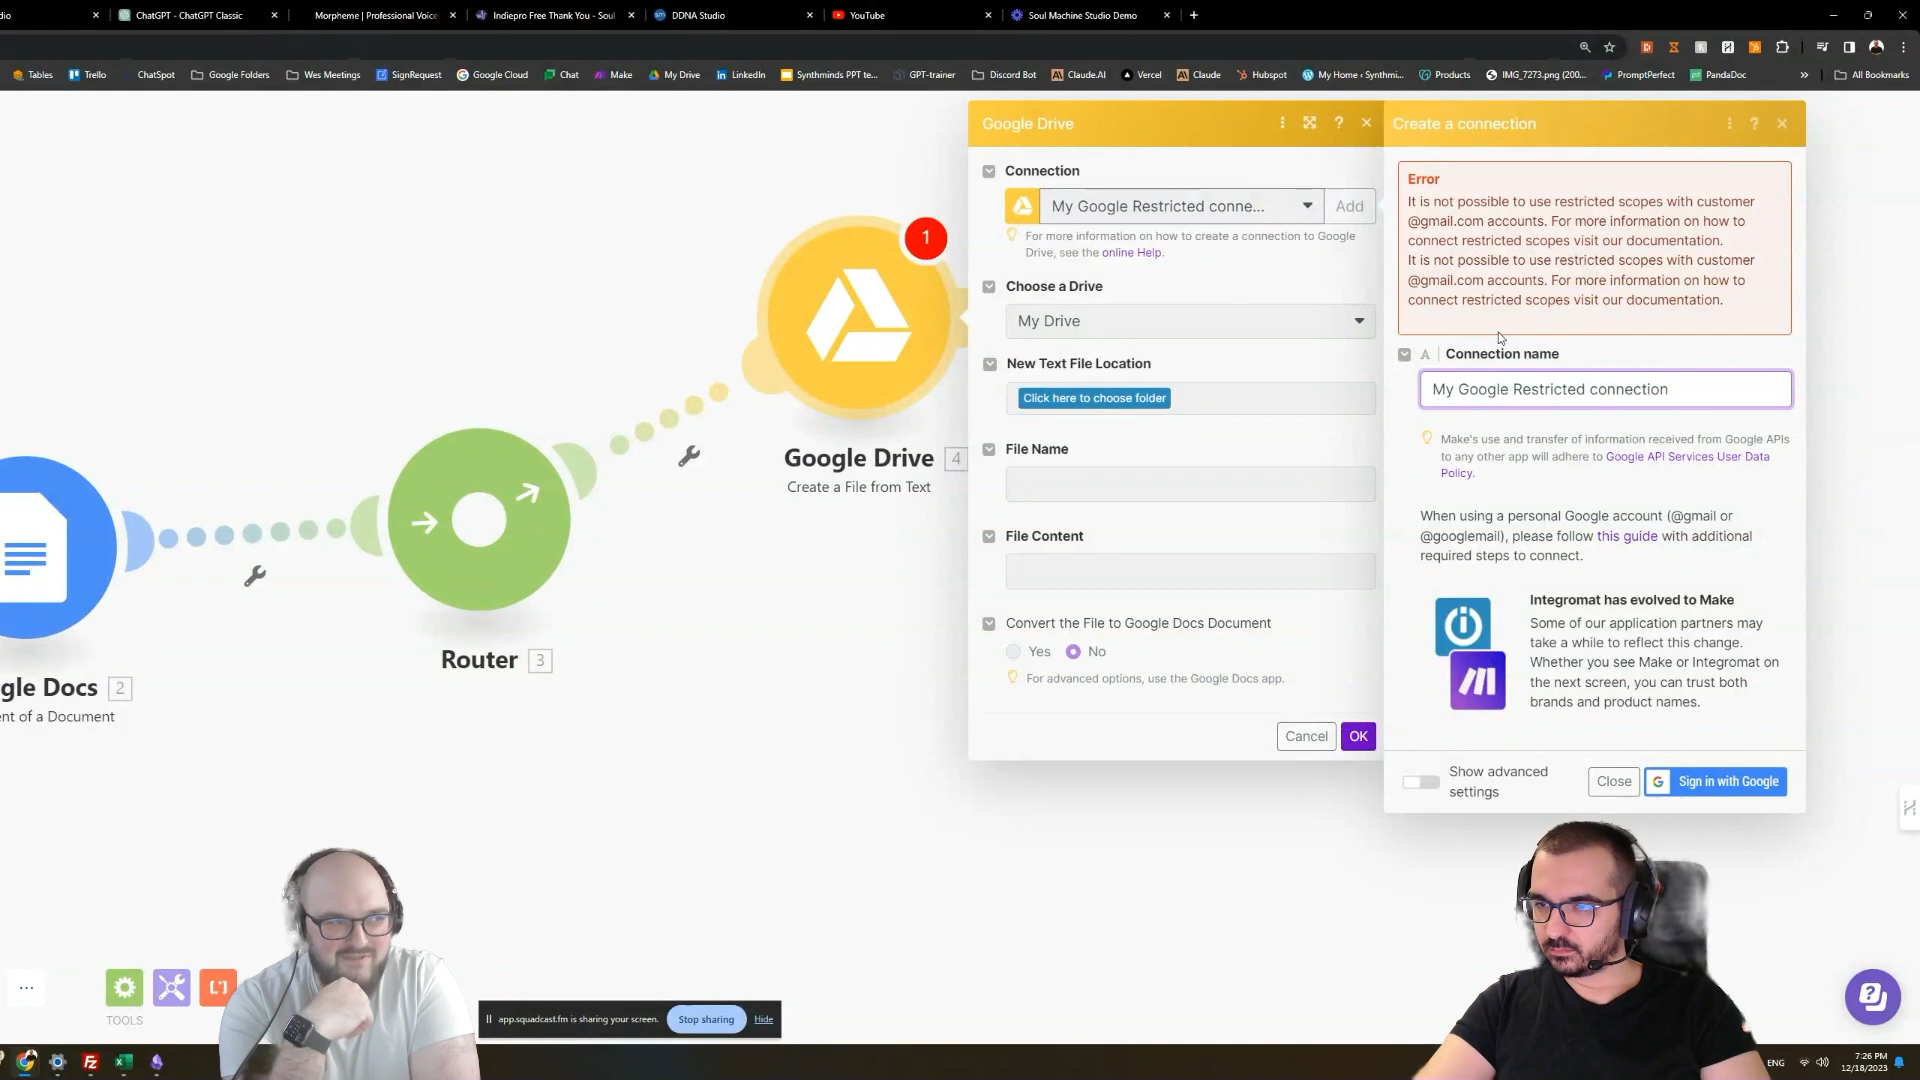 dio
ChatGPT - ChatGPT Classic
Morpheme | Professional Voice
Indiepro Free Thank You - Soul
DDNA Studio
YouTube
Soul Machine Studio Demo
Tables
Trello
ChatSpot
Google Folders
Wes Meetings
SignRequest
Google Cloud
Chat
Make
My Drive
LinkedIn
Synthminds PPT te...
GPT-trainer
Discord Bot
Claude.AI
Vercel
Claude
Hubspot
My Home ‹ Synthmi...
Products
IMG_7273.png (200...
PromptPerfect
PandaDoc
»
All Bookmarks
Google Drive
Connection
My Google Restricted conne...
Add
For more information on how to create a connection to Google
Drive, see the online Help.
Choose a Drive
My Drive
New Text File Location
Click here to choose folder
File Name
File Content
Convert the File to Google Docs Document
Yes
No
For advanced options, use the Google Docs app.
Cancel
OK
Create a connection
Error
It is not possible to use restricted scopes with customer
@gmail.com accounts. For more information on how to
connect restricted scopes visit our documentation.
It is not possible to use restricted scopes with customer
@gmail.com accounts. For more information on how to
connect restricted scopes visit our documentation.
A
Connection name
My Google Restricted connection
Make's use and transfer of information received from Google APIs
to any other app will adhere to Google API Services User Data
Policy.
When using a personal Google account (@gmail or
@googlemail), please follow this guide with additional
required steps to connect.
Integromat has evolved to Make
Some of our application partners may
take a while to reflect this change.
Whether you see Make or Integromat on
the next screen, you can trust both
brands and product names.
Show advanced
settings
Close
Sign in with Google
1
Google Drive 4
Create a File from Text
Router 3
gle Docs 2
ent of a Document
...
TOOLS
app.squadcast.fm is sharing your screen.
Stop sharing
Hide
ENG
7:26 PM
12/18/2023